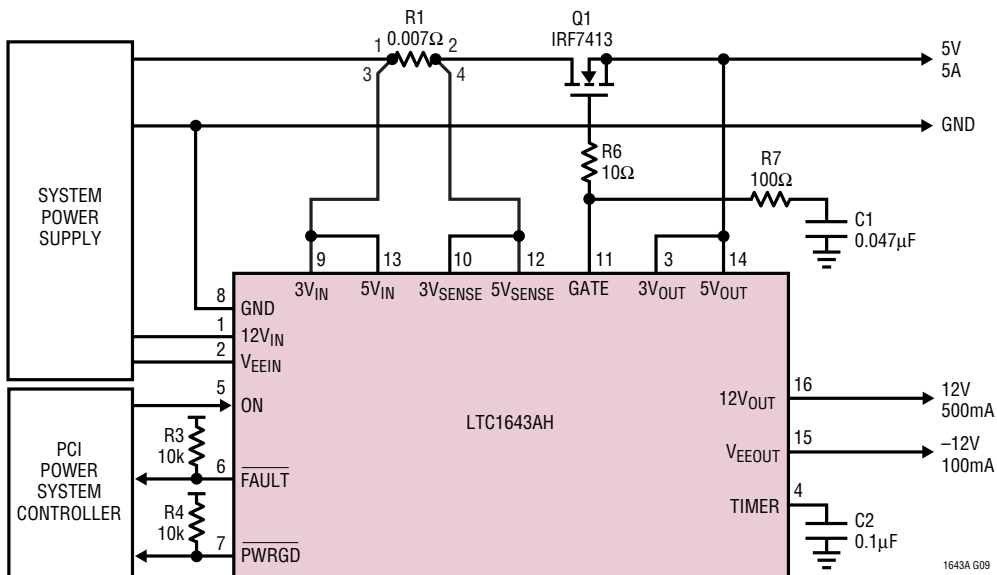 R1
0.007Ω
1
2
3
4
Q1
IRF7413
5V
5A
GND
R6
10Ω
R7
100Ω
C1
0.047µF
SYSTEM
POWER
SUPPLY
9
13
10
12
11
3
14
3VIN
5VIN
3VSENSE
5VSENSE
GATE
3VOUT
5VOUT
8
GND
1
12VIN
2
VEEIN
5
ON
LTC1643AH
12VOUT
16
12V
500mA
VEEOUT
15
–12V
100mA
TIMER
4
C2
0.1µF
PCI
POWER
SYSTEM
CONTROLLER
R3
10k
6
FAULT
R4
10k
7
PWRGD
1643A G09